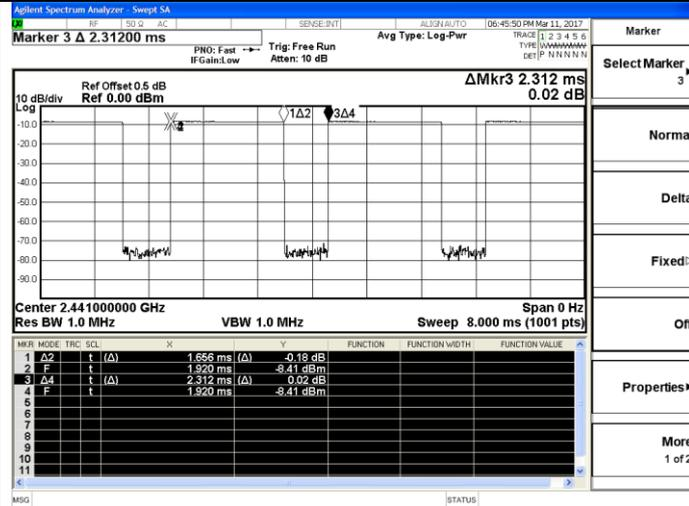 Agilent Spectrum Analyzer - Swept SA
LXI RF 50 Ω AC SENSE:INT ALIGN AUTO 06:45:50 PM Mar 11, 2017
Marker 3 Δ 2.31200 ms
PNO: Fast
IFGain:Low
Trig: Free Run
Atten: 10 dB
Avg Type: Log-Pwr
TRACE 1 2 3 4 5 6
TYPE WWWWWW
DET P N N N N N
Ref Offset 0.5 dB
10 dB/div Ref 0.00 dBm
ΔMkr3 2.312 ms
0.02 dB
Log
1Δ2 3Δ4
-10.0
-20.0
-30.0
-40.0
-50.0
-60.0
-70.0
-80.0
-90.0
Center 2.441000000 GHz Span 0 Hz
Res BW 1.0 MHz VBW 1.0 MHz Sweep 8.000 ms (1001 pts)
MKR MODE TRC SCL X Y FUNCTION FUNCTION WIDTH FUNCTION VALUE
1 Δ2 t (Δ) 1.656 ms (Δ) -0.18 dB
2 F t 1.920 ms -8.41 dBm
3 Δ4 t (Δ) 2.312 ms (Δ) 0.02 dB
4 F t 1.920 ms -8.41 dBm
5
6
7
8
9
10
11
MSG STATUS
Marker
Select Marker
3
Norma
Delta
Fixed
Of
Properties
More
1 of 2